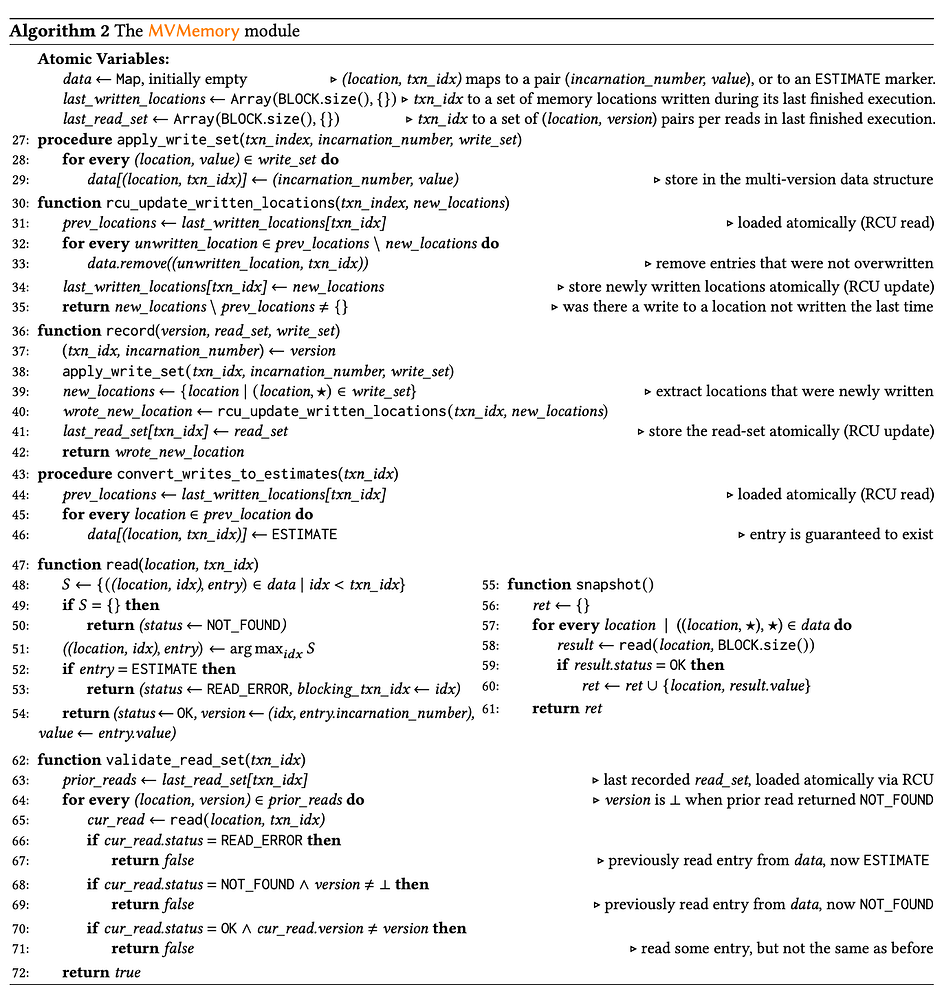 Algorithm 2 The MVMemory module
Atomic Variables:
data ← Map, initially empty ▹ (location, txn_idx) maps to a pair (incarnation_number, value), or to an ESTIMATE marker.
last_written_locations ← Array(BLOCK.size(), {}) ▹ txn_idx to a set of memory locations written during its last finished execution.
last_read_set ← Array(BLOCK.size(), {}) ▹ txn_idx to a set of (location, version) pairs per reads in last finished execution.
27: procedure apply_write_set(txn_index, incarnation_number, write_set)
28: for every (location, value) ∈ write_set do
29: data[(location, txn_idx)] ← (incarnation_number, value) ▹ store in the multi-version data structure
30: function rcu_update_written_locations(txn_index, new_locations)
31: prev_locations ← last_written_locations[txn_idx] ▹ loaded atomically (RCU read)
32: for every unwritten_location ∈ prev_locations \ new_locations do
33: data.remove((unwritten_location, txn_idx)) ▹ remove entries that were not overwritten
34: last_written_locations[txn_idx] ← new_locations ▹ store newly written locations atomically (RCU update)
35: return new_locations \ prev_locations ≠ {} ▹ was there a write to a location not written the last time
36: function record(version, read_set, write_set)
37: (txn_idx, incarnation_number) ← version
38: apply_write_set(txn_idx, incarnation_number, write_set)
39: new_locations ← {location | (location, ⋆) ∈ write_set} ▹ extract locations that were newly written
40: wrote_new_location ← rcu_update_written_locations(txn_idx, new_locations)
41: last_read_set[txn_idx] ← read_set ▹ store the read-set atomically (RCU update)
42: return wrote_new_location
43: procedure convert_writes_to_estimates(txn_idx)
44: prev_locations ← last_written_locations[txn_idx] ▹ loaded atomically (RCU read)
45: for every location ∈ prev_location do
46: data[(location, txn_idx)] ← ESTIMATE ▹ entry is guaranteed to exist
47: function read(location, txn_idx)
48: S ← {((location, idx), entry) ∈ data | idx < txn_idx}
49: if S = {} then
50: return (status ← NOT_FOUND)
51: ((location, idx), entry) ← arg max_idx S
52: if entry = ESTIMATE then
53: return (status ← READ_ERROR, blocking_txn_idx ← idx)
54: return (status ← OK, version ← (idx, entry.incarnation_number),
value ← entry.value)
55: function snapshot()
56: ret ← {}
57: for every location | ((location, ⋆), ⋆) ∈ data do
58: result ← read(location, BLOCK.size())
59: if result.status = OK then
60: ret ← ret ∪ {location, result.value}
61: return ret
62: function validate_read_set(txn_idx)
63: prior_reads ← last_read_set[txn_idx] ▹ last recorded read_set, loaded atomically via RCU
64: for every (location, version) ∈ prior_reads do ▹ version is ⊥ when prior read returned NOT_FOUND
65: cur_read ← read(location, txn_idx)
66: if cur_read.status = READ_ERROR then
67: return false ▹ previously read entry from data, now ESTIMATE
68: if cur_read.status = NOT_FOUND ∧ version ≠ ⊥ then
69: return false ▹ previously read entry from data, now NOT_FOUND
70: if cur_read.status = OK ∧ cur_read.version ≠ version then
71: return false ▹ read some entry, but not the same as before
72: return true